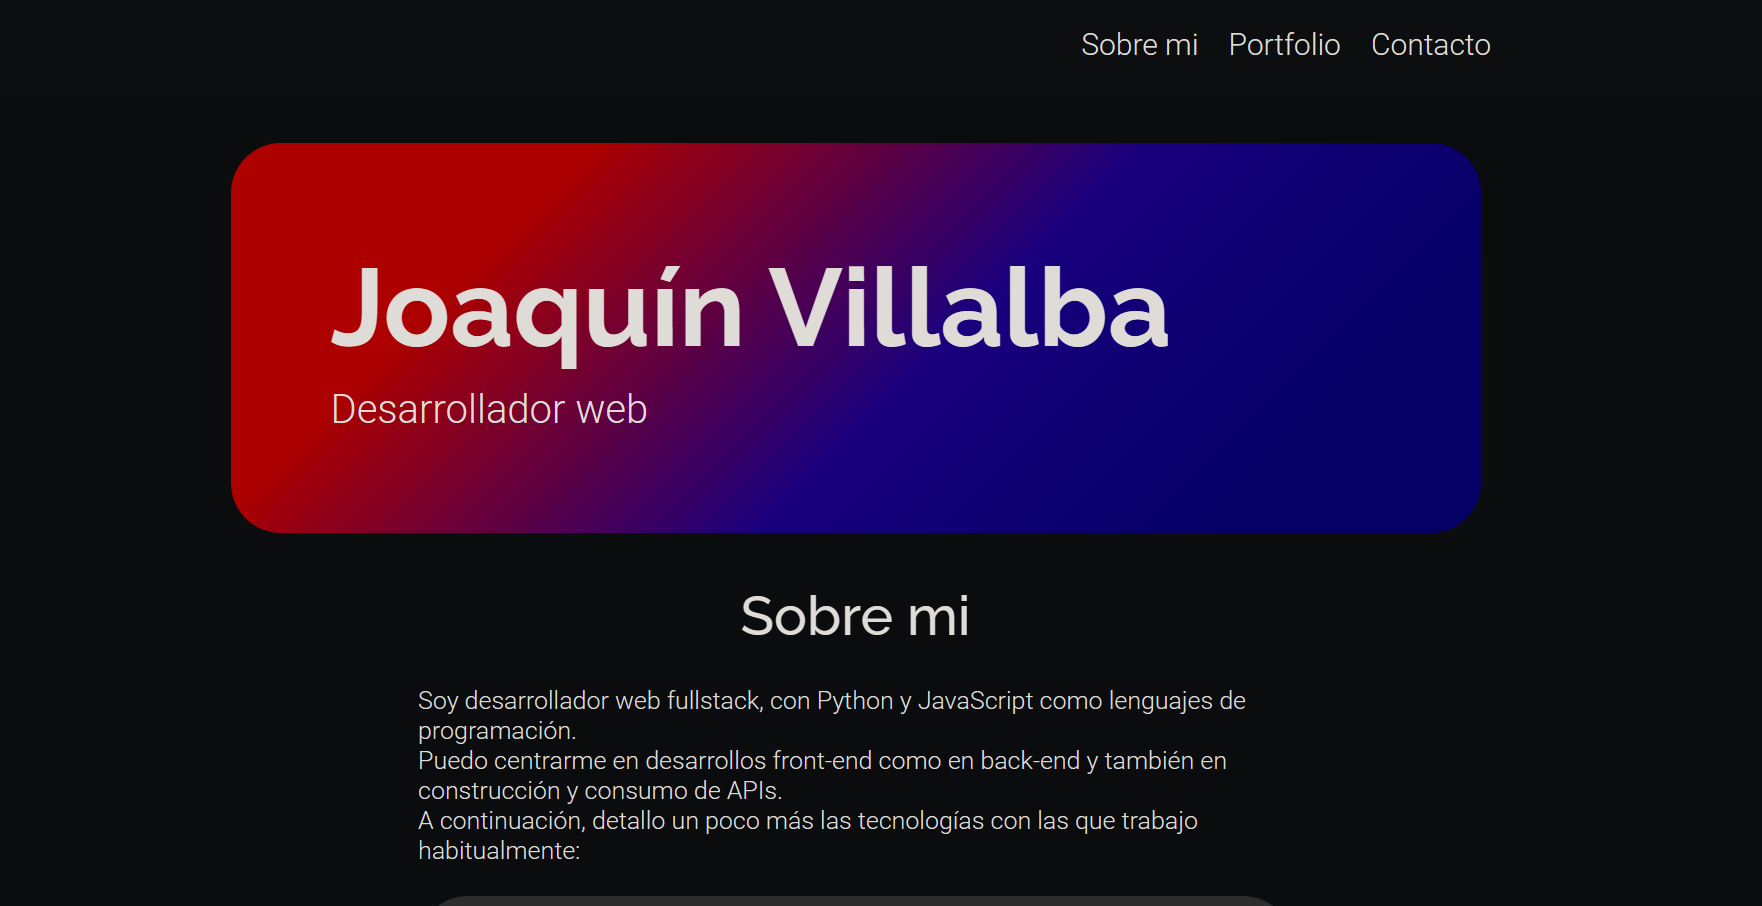 Sobre mi Portfolio Contacto
Joaquín Villalba
Desarrollador web
Sobre mi
Soy desarrollador web fullstack, con Python y JavaScript como lenguajes de
programación.
Puedo centrarme en desarrollos front-end como en back-end y también en
construcción y consumo de APIs.
A continuación, detallo un poco más las tecnologías con las que trabajo
habitualmente: